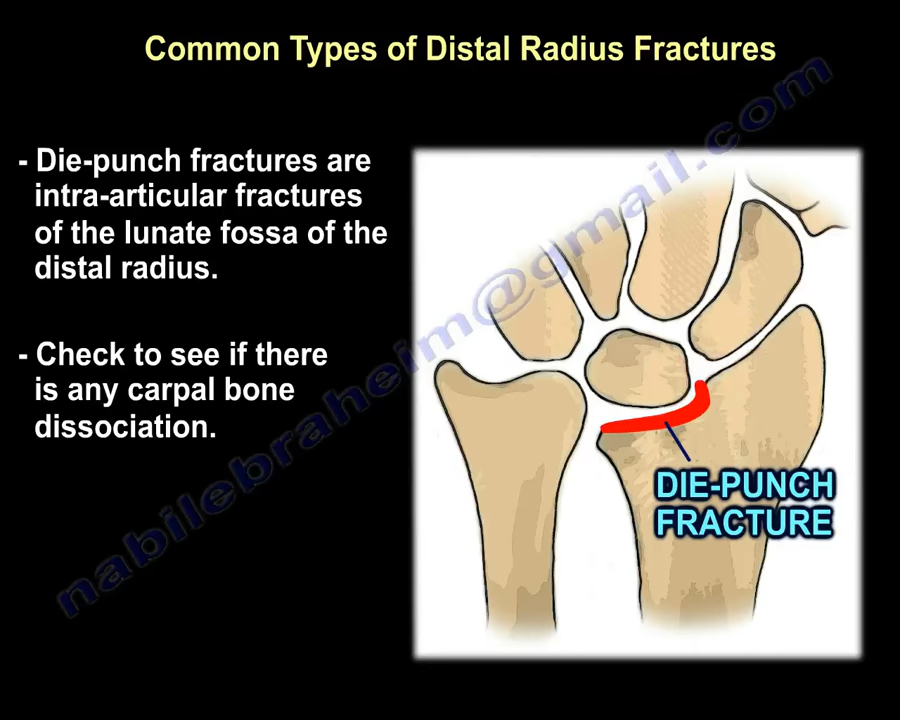 Common Types of Distal Radius Fractures
- Die-punch fractures are
intra-articular fractures
of the lunate fossa of the
distal radius.
- Check to see if there
is any carpal bone
dissociation.
DIE-PUNCH
FRACTURE
nabilebraheim@gmail.com